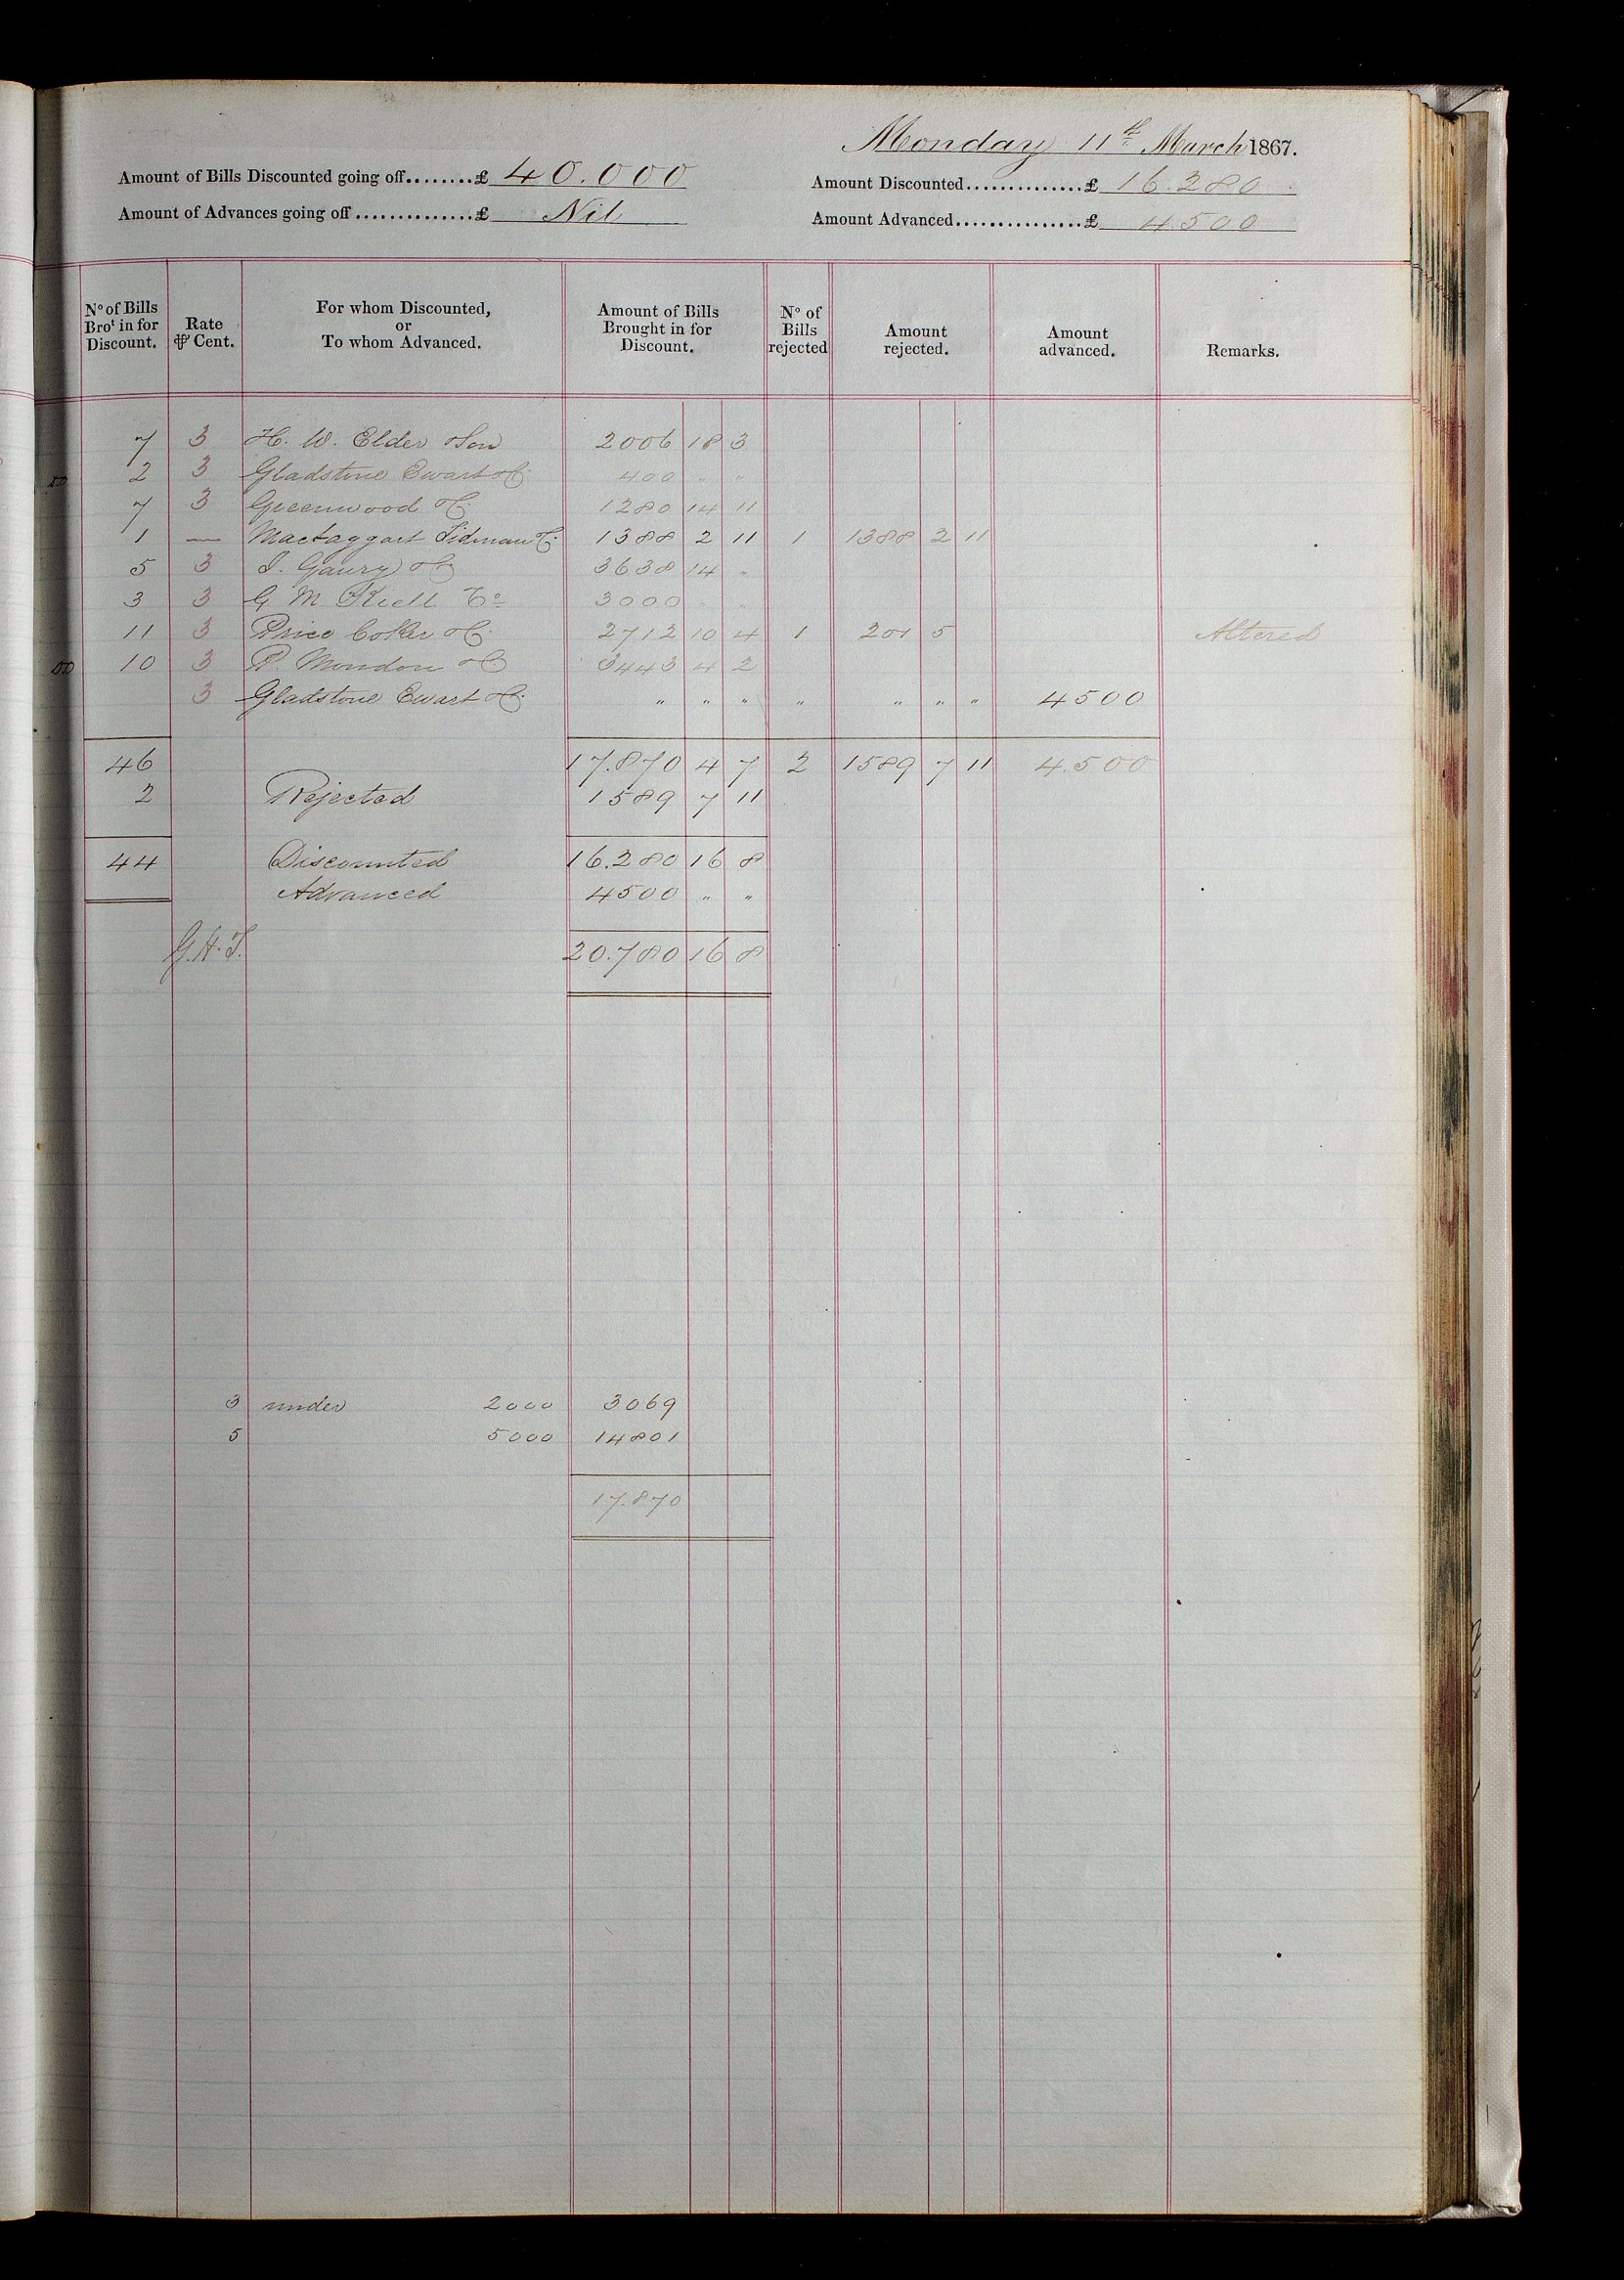 Monday 11th March 1867.
Amount of Bills Discounted going off........£ 40.000
Amount Discounted..............£ 16.280
Amount of Advances going off..............£ Nil
Amount Advanced...............£ 4500
No of Bills Brot in for Discount. | Rate ⅌ Cent. | For whom Discounted, or To whom Advanced. | Amount of Bills Brought in for Discount. | No of Bills rejected | Amount rejected. | Amount advanced. | Remarks.
7 3 H. W. Elder & Son 2006 18 3
2 3 Gladstone Ewart & Co 400 " "
7 3 Greenwood & Co 1280 14 11
1 — Mactaggart Tidman & Co 1388 2 11 1 1388 2 11
5 3 Gaury & Co 3638 14 "
3 3 G M Kiell & Co 3000 " "
11 3 Price Coker & Co 2712 10 4 1 201 5 Altered
10 3 P. Mondon & Co 3443 4 2
3 Gladstone Ewart & Co " " " " " " " 4500
46 17.870 4 7 2 1589 7 11 4.500
2 Rejected 1589 7 11
44 Discounted 16.280 16 8
Advanced 4500 " "
G.H.T. 20.780 16 8
3 under 2000 3069
5 5000 14801
17.870